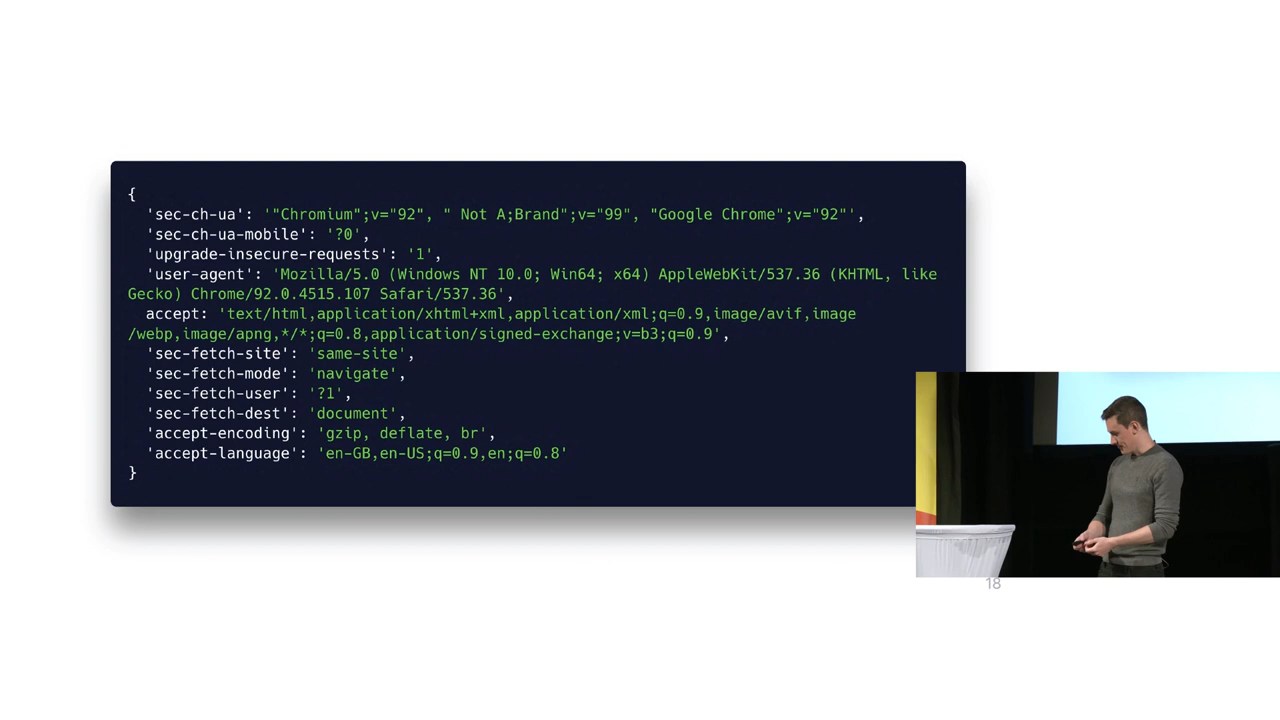 {
'sec-ch-ua': '"Chromium";v="92", " Not A;Brand";v="99", "Google Chrome";v="92"',
'sec-ch-ua-mobile': '?0',
'upgrade-insecure-requests': '1',
'user-agent': 'Mozilla/5.0 (Windows NT 10.0; Win64; x64) AppleWebKit/537.36 (KHTML, like
Gecko) Chrome/92.0.4515.107 Safari/537.36',
accept: 'text/html,application/xhtml+xml,application/xml;q=0.9,image/avif,image
/webp,image/apng,*/*;q=0.8,application/signed-exchange;v=b3;q=0.9',
'sec-fetch-site': 'same-site',
'sec-fetch-mode': 'navigate',
'sec-fetch-user': '?1',
'sec-fetch-dest': 'document',
'accept-encoding': 'gzip, deflate, br',
'accept-language': 'en-GB,en-US;q=0.9,en;q=0.8'
}
18